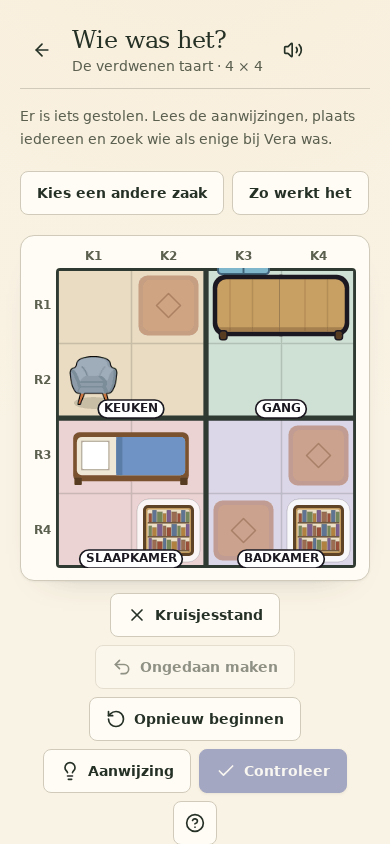 Wie was het?
De verdwenen taart · 4 × 4
Er is iets gestolen. Lees de aanwijzingen, plaats
iedereen en zoek wie als enige bij Vera was.
Kies een andere zaak
Zo werkt het
K1 K2 K3 K4
R1
R2
KEUKEN GANG
R3
R4
SLAAPKAMER BADKAMER
Kruisjesstand
Ongedaan maken
Opnieuw beginnen
Aanwijzing
Controleer